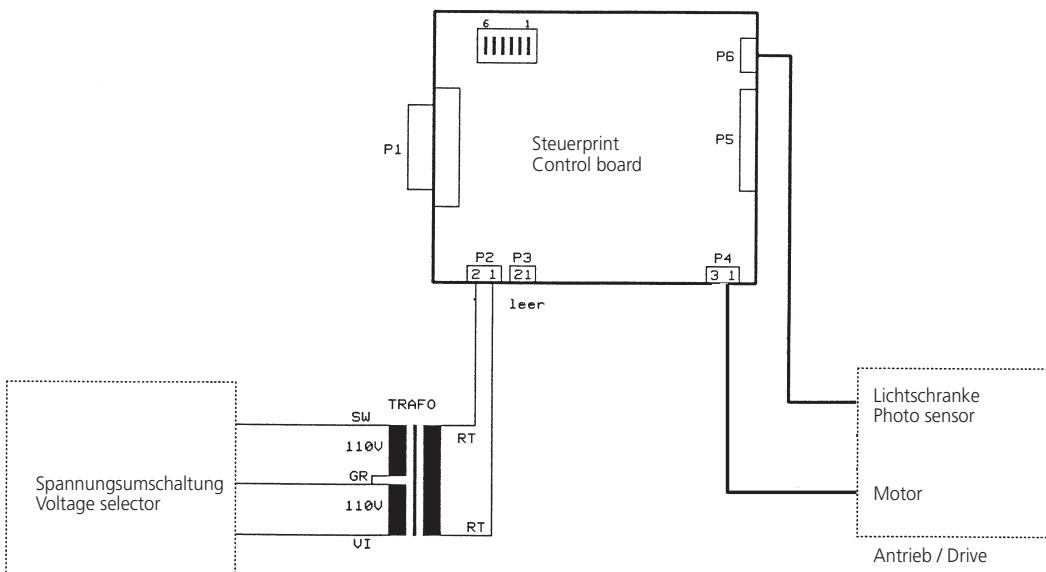 6 1
P6
P1
Steuerprint
Control board
P5
P2 P3 P4
2 1 21 3 1
leer
TRAFO
SW
110V
GR
110V
VI
RT
RT
Spannungsumschaltung
Voltage selector
Lichtschranke
Photo sensor
Motor
Antrieb / Drive